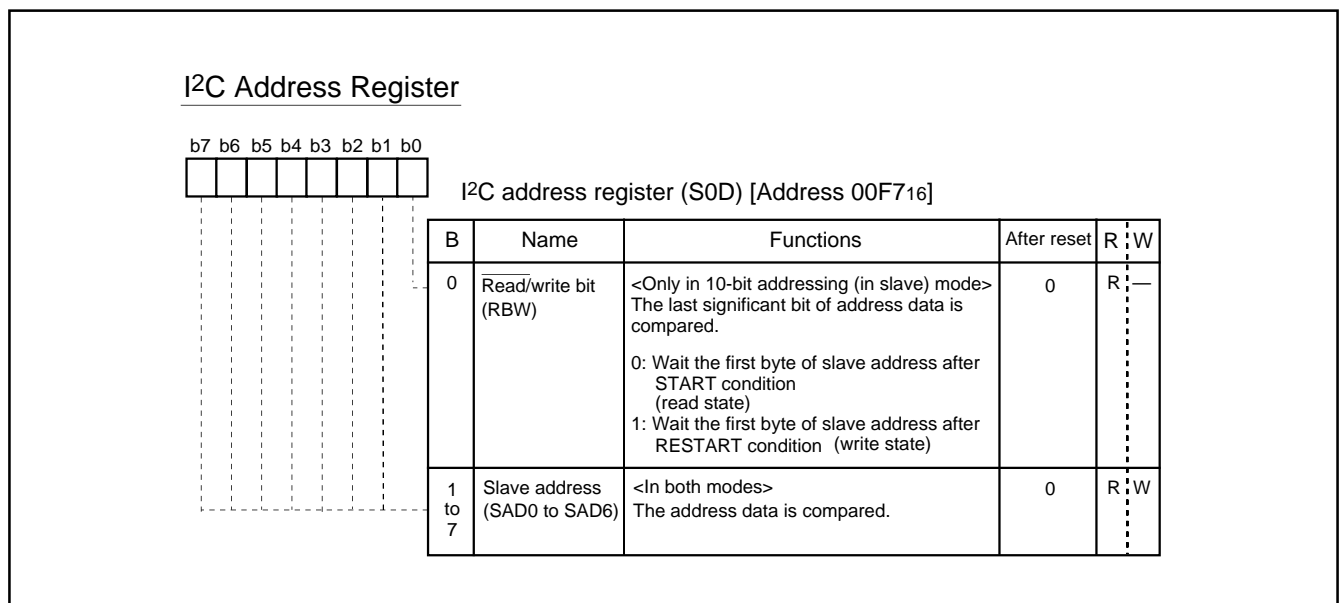 I2C Address Register
b7 b6 b5 b4 b3 b2 b1 b0
I2C address register (S0D) [Address 00F716]
B Name Functions After reset R W
0 Read/write bit (RBW) <Only in 10-bit addressing (in slave) mode>
The last significant bit of address data is
compared.
0: Wait the first byte of slave address after
START condition
(read state)
1: Wait the first byte of slave address after
RESTART condition (write state)
0 R —
1 to 7 Slave address (SAD0 to SAD6) <In both modes>
The address data is compared.
0 R W